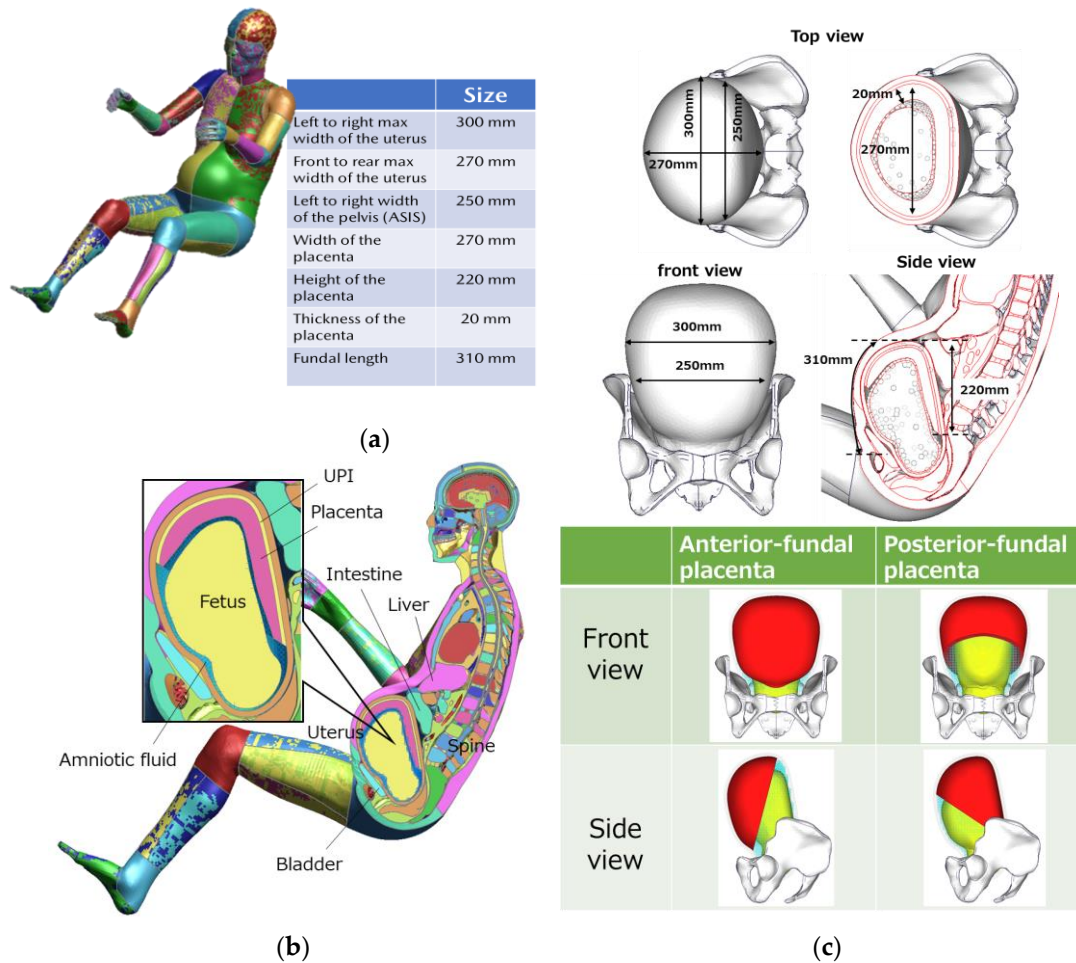 Size
Left to right max
width of the uterus
300 mm
Front to rear max
width of the uterus
270 mm
Left to right width
of the pelvis (ASIS)
250 mm
Width of the
placenta
270 mm
Height of the
placenta
220 mm
Thickness of the
placenta
20 mm
Fundal length
310 mm
(a)
UPI
Placenta
Intestine
Liver
Fetus
Uterus
Spine
Amniotic fluid
Bladder
(b)
Top view
300mm
250mm
270mm
20mm
270mm
front view
300mm
250mm
Side view
310mm
220mm
Anterior-fundal
placenta
Posterior-fundal
placenta
Front
view
Side
view
(c)